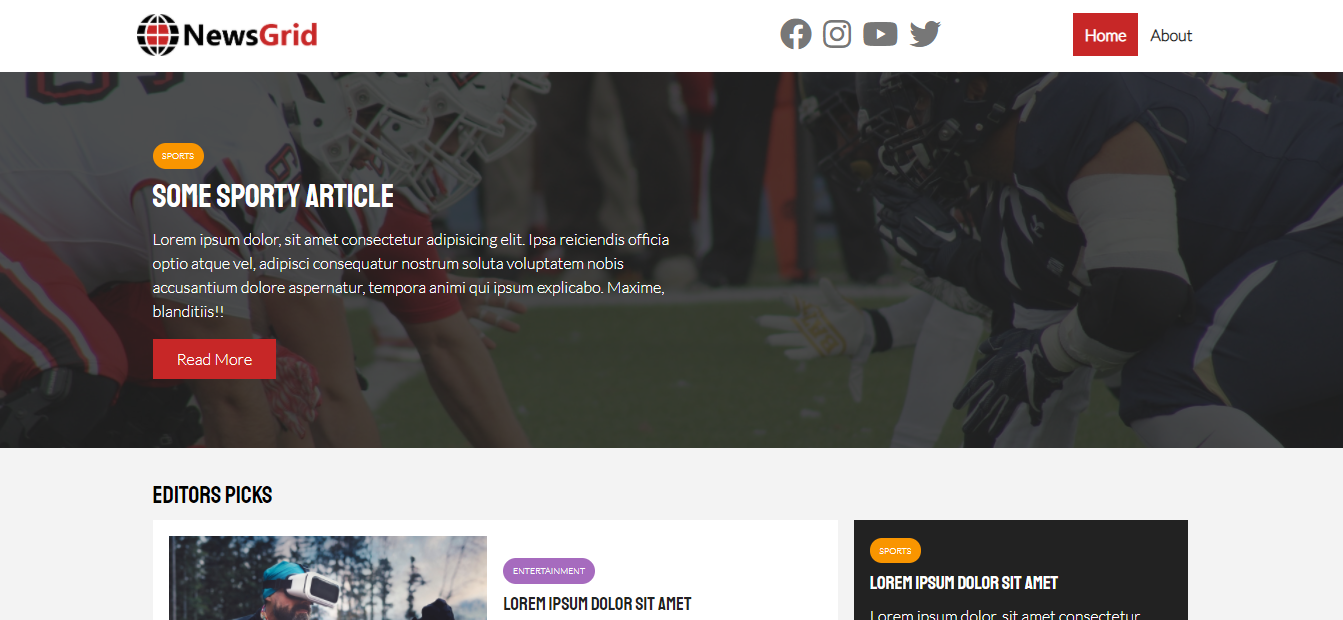 NewsGrid
Home
About
SPORTS
SOME SPORTY ARTICLE
Lorem ipsum dolor, sit amet consectetur adipisicing elit. Ipsa reiciendis officia
optio atque vel, adipisci consequatur nostrum soluta voluptatem nobis
accusantium dolore aspernatur, tempora animi qui ipsum explicabo. Maxime,
blanditiis!!
Read More
EDITORS PICKS
ENTERTAINMENT
LOREM IPSUM DOLOR SIT AMET
SPORTS
LOREM IPSUM DOLOR SIT AMET
Lorem ipsum dolor, sit amet consectetur